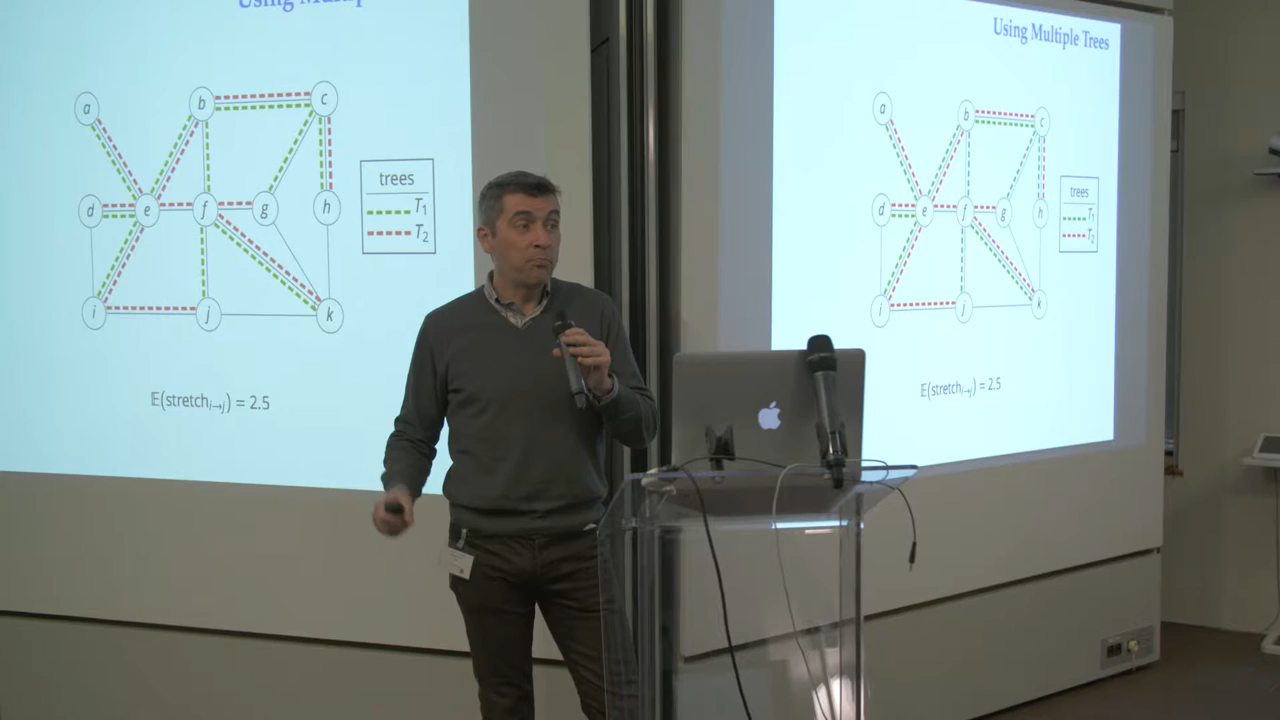 Using Multip
a
b
c
d
e
f
g
h
i
j
k
trees
T₁
T₂
𝔼(stretchᵢ→ⱼ) = 2.5
Using Multiple Trees
a
b
c
d
e
f
g
h
i
j
k
trees
T₁
T₂
𝔼(stretchᵢ→ⱼ) = 2.5